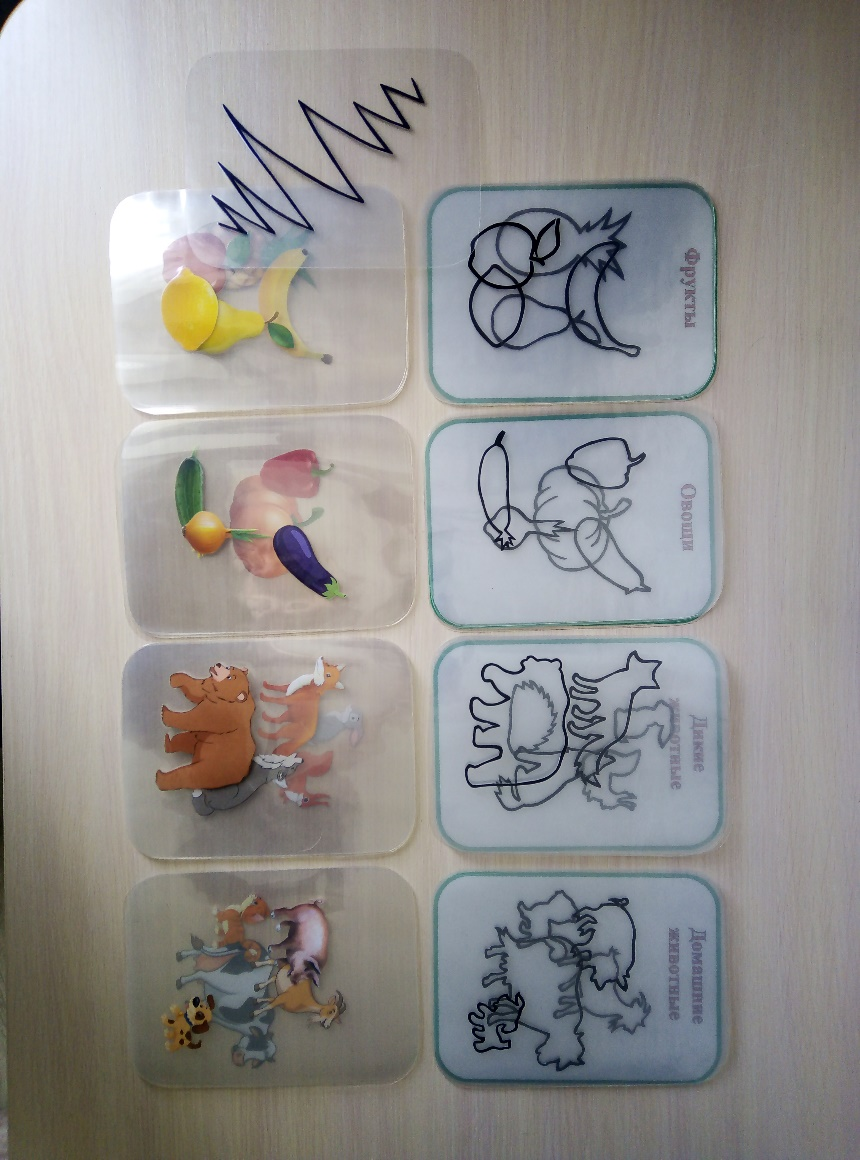 Фрукты
Овощи
Дикие
животные
Домашние
животные